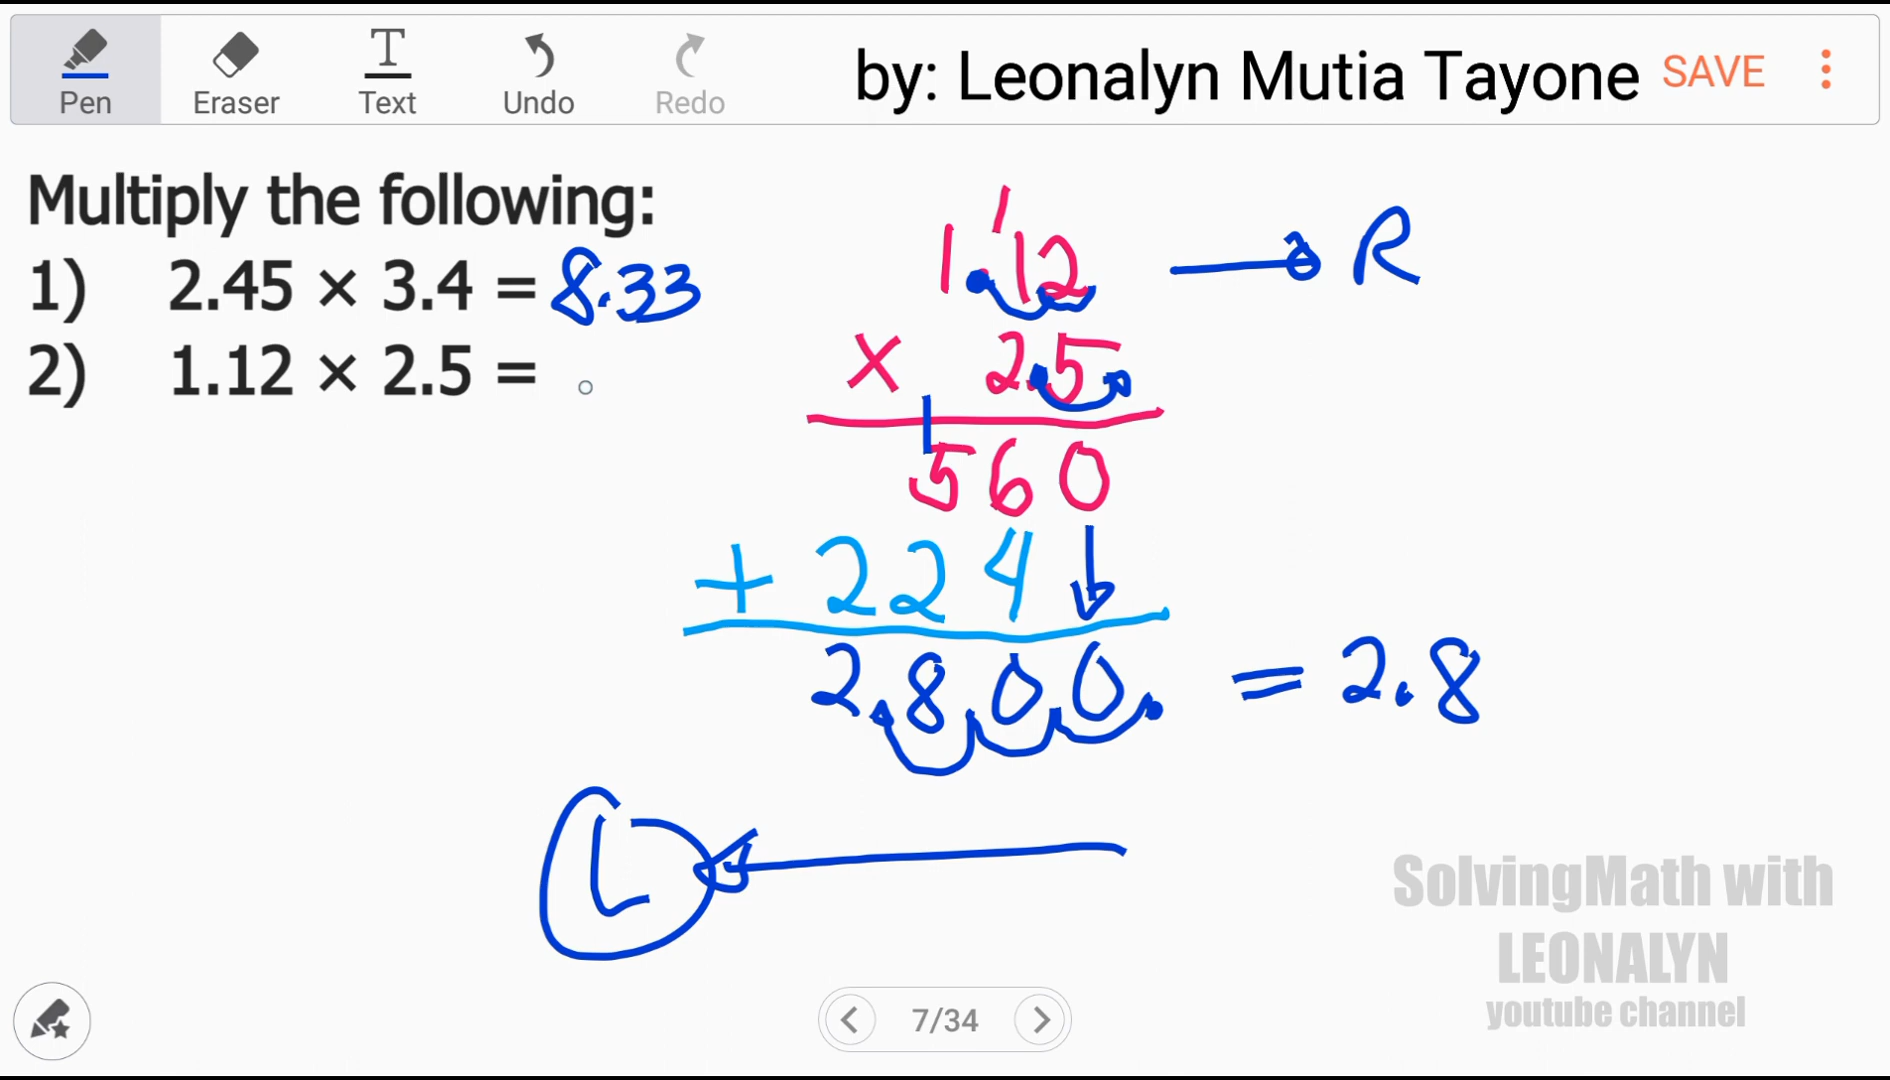 Pen Eraser Text Undo Redo by: Leonalyn Mutia Tayone SAVE
Multiply the following:
1) 2.45 × 3.4 = 8.33
2) 1.12 × 2.5 =
1
1.12 → R
× 2.5
1
560
+ 224
2.800. = 2.8
L
SolvingMath with
LEONALYN
youtube channel
7/34